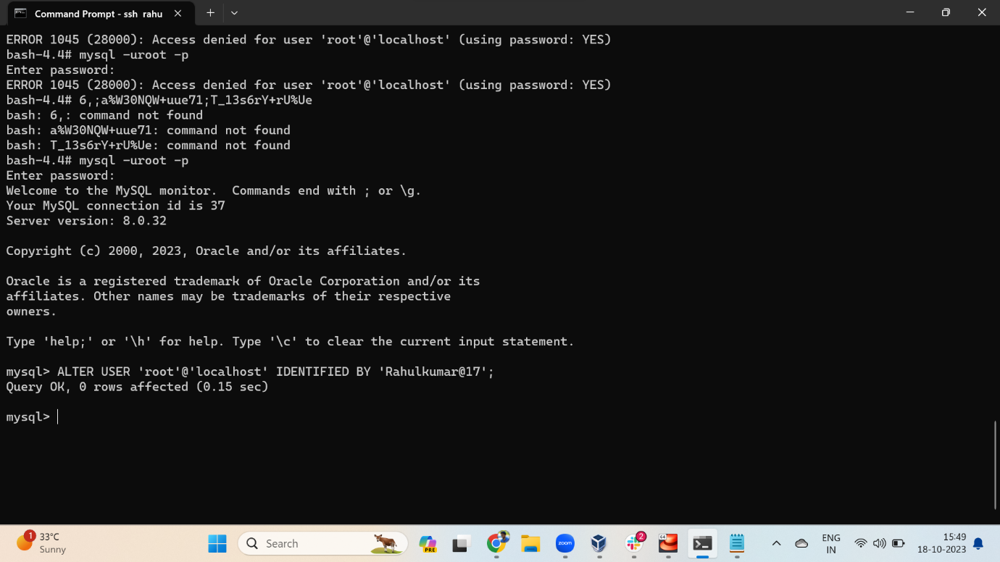 Command Prompt - ssh rahu
ERROR 1045 (28000): Access denied for user 'root'@'localhost' (using password: YES)
bash-4.4# mysql -uroot -p
Enter password:
ERROR 1045 (28000): Access denied for user 'root'@'localhost' (using password: YES)
bash-4.4# 6,;a%W30NQW+uue71;T_13s6rY+rU%Ue
bash: 6,: command not found
bash: a%W30NQW+uue71: command not found
bash: T_13s6rY+rU%Ue: command not found
bash-4.4# mysql -uroot -p
Enter password:
Welcome to the MySQL monitor.  Commands end with ; or \g.
Your MySQL connection id is 37
Server version: 8.0.32
Copyright (c) 2000, 2023, Oracle and/or its affiliates.
Oracle is a registered trademark of Oracle Corporation and/or its
affiliates. Other names may be trademarks of their respective
owners.
Type 'help;' or '\h' for help. Type '\c' to clear the current input statement.
mysql> ALTER USER 'root'@'localhost' IDENTIFIED BY 'Rahulkumar@17';
Query OK, 0 rows affected (0.15 sec)
mysql>
1
33°C
Sunny
Search
PRE
zoom
2
64
ENG
IN
15:49
18-10-2023